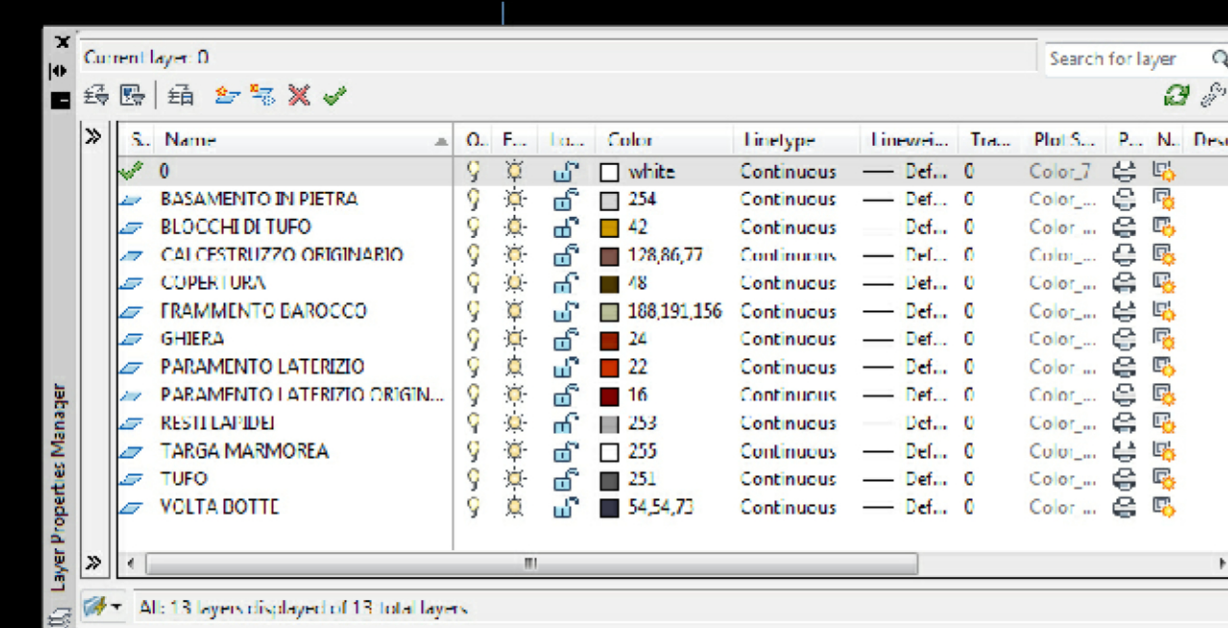 Current layer: 0
Search for layer
S.. Name O.. F... Lo... Color Linetype Linewei... Tra... Plot S... P... N.. Desc
0 white Continuous Def... 0 Color_7
BASAMENTO IN PIETRA 254 Continuous Def... 0 Color_...
BLOCCHI DI TUFO 42 Continuous Def... 0 Color_...
CALCESTRUZZO ORIGINARIO 128,86,77 Continuous Def... 0 Color_...
COPERTURA 48 Continuous Def... 0 Color_...
FRAMMENTO BAROCCO 188,191,156 Continuous Def... 0 Color_...
GHIERA 24 Continuous Def... 0 Color_...
PARAMENTO LATERIZIO 22 Continuous Def... 0 Color_...
PARAMENTO LATERIZIO ORIGIN... 16 Continuous Def... 0 Color_...
RESTI LAPIDEI 253 Continuous Def... 0 Color_...
TARGA MARMOREA 255 Continuous Def... 0 Color_...
TUFO 251 Continuous Def... 0 Color_...
VOLTA BOTTE 54,54,73 Continuous Def... 0 Color_...
All: 13 layers displayed of 13 total layers
Layer Properties Manager